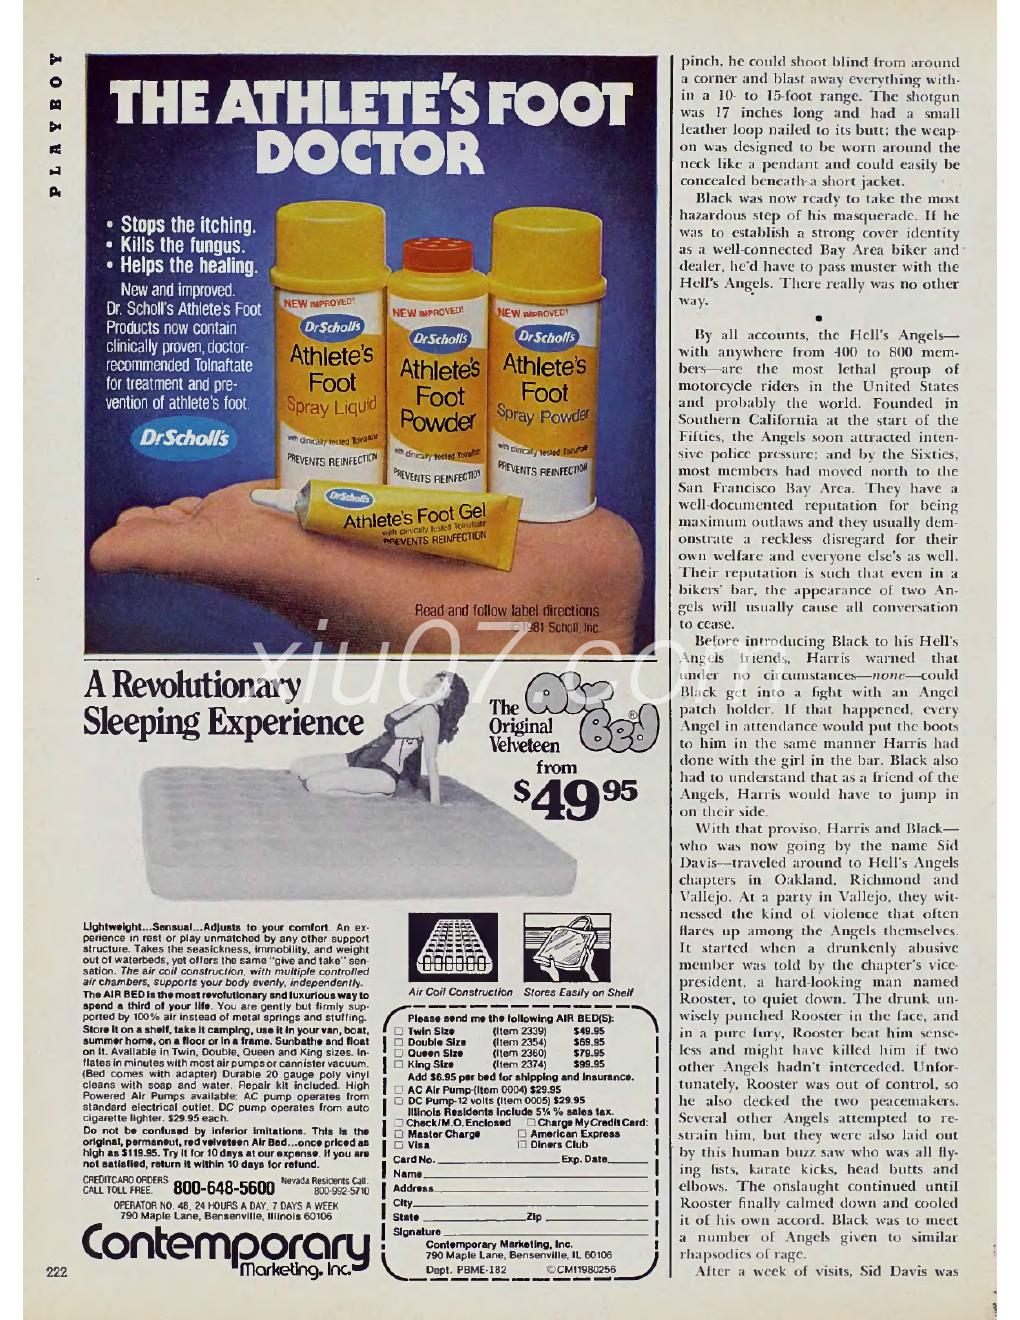 PLAYBOY
THE ATHLETE'S FOOT
DOCTOR
• Stops the itching.
• Kills the fungus.
• Helps the healing.
New and improved.
Dr. Scholl's Athlete's Foot
Products now contain
clinically proven, doctor-
recommended Tolnaftate
for treatment and pre-
vention of athlete's foot.
Dr Scholl's
NEW IMPROVED!
Dr Scholl's
Athlete's
Foot
Spray Liquid
with clinically tested Tolnaftate
PREVENTS REINFECTION
NEW IMPROVED!
Dr Scholl's
Athlete's
Foot
Powder
with clinically tested Tolnaftate
PREVENTS REINFECTION
NEW IMPROVED!
Dr Scholl's
Athlete's
Foot
Spray Powder
with clinically tested Tolnaftate
PREVENTS REINFECTION
Dr Scholl's
Athlete's Foot Gel
with clinically tested Tolnaftate
PREVENTS REINFECTION
Read and follow label directions
©1981 Scholl, Inc.
xiu07.com
A Revolutionary
Sleeping Experience
The
Original
Velveteen
Air
Bed®
from
$49 95
Lightweight...Sensual...Adjusts to your comfort. An ex-
perience in rest or play unmatched by any other support
structure. Takes the seasickness, immobility, and weight
out of waterbeds, yet offers the same "give and take" sen-
sation. The air coil construction, with multiple controlled
air chambers, supports your body evenly, independently.
The AIR BED is the most revolutionary and luxurious way to
spend a third of your life. You are gently but firmly sup-
ported by 100% air instead of metal springs and stuffing.
Store it on a shelf, take it camping, use it in your van, boat,
summer home, on a floor or in a frame. Sunbathe and float
on it. Available in Twin, Double, Queen and King sizes. In-
flates in minutes with most air pumps or cannister vacuum.
(Bed comes with adapter) Durable 20 gauge poly vinyl
cleans with soap and water. Repair kit included. High
Powered Air Pumps available: AC pump operates from
standard electrical outlet. DC pump operates from auto
cigarette lighter. $29.95 each.
Do not be confused by inferior imitations. This is the
original, permanent, red velveteen Air Bed...once priced as
high as $119.95. Try it for 10 days at our expense. If you are
not satisfied, return it within 10 days for refund.
CREDIT CARD ORDERS
CALL TOLL FREE. 800-648-5600 Nevada Residents Call:
800-992-5710
OPERATOR NO. 48, 24 HOURS A DAY, 7 DAYS A WEEK
790 Maple Lane, Bensenville, Illinois 60106
Contemporary
Marketing, Inc.
Air Coil Construction Stores Easily on Shelf
Please send me the following AIR BED(S):
☐ Twin Size (Item 2339) $49.95
☐ Double Size (Item 2354) $69.95
☐ Queen Size (Item 2360) $79.95
☐ King Size (Item 2374) $99.95
Add $6.95 per bed for shipping and Insurance.
☐ AC Air Pump-(Item 0004) $29.95
☐ DC Pump-12 volts (Item 0005) $29.95
Illinois Residents Include 5¼ % sales tax.
☐ Check/M.O. Enclosed ☐ Charge My Credit Card:
☐ Master Charge ☐ American Express
☐ Visa ☐ Diners Club
Card No. Exp. Date
Name
Address
City
State Zip
Signature
Contemporary Marketing, Inc.
790 Maple Lane, Bensenville, IL 60106
Dept. PBME-182 ©CMI1980256
222
pinch, he could shoot blind from around
a corner and blast away everything with-
in a 10- to 15-foot range. The shotgun
was 17 inches long and had a small
leather loop nailed to its butt; the weap-
on was designed to be worn around the
neck like a pendant and could easily be
concealed beneath a short jacket.
Black was now ready to take the most
hazardous step of his masquerade. If he
was to establish a strong cover identity
as a well-connected Bay Area biker and
dealer, he'd have to pass muster with the
Hell's Angels. There really was no other
way.
•
By all accounts, the Hell's Angels—
with anywhere from 400 to 800 mem-
bers—are the most lethal group of
motorcycle riders in the United States
and probably the world. Founded in
Southern California at the start of the
Fifties, the Angels soon attracted inten-
sive police pressure; and by the Sixties,
most members had moved north to the
San Francisco Bay Area. They have a
well-documented reputation for being
maximum outlaws and they usually dem-
onstrate a reckless disregard for their
own welfare and everyone else's as well.
Their reputation is such that even in a
bikers' bar, the appearance of two An-
gels will usually cause all conversation
to cease.
Before introducing Black to his Hell's
Angels friends, Harris warned that
under no circumstances—none—could
Black get into a fight with an Angel
patch holder. If that happened, every
Angel in attendance would put the boots
to him in the same manner Harris had
done with the girl in the bar. Black also
had to understand that as a friend of the
Angels, Harris would have to jump in
on their side.
With that proviso, Harris and Black—
who was now going by the name Sid
Davis—traveled around to Hell's Angels
chapters in Oakland, Richmond and
Vallejo. At a party in Vallejo, they wit-
nessed the kind of violence that often
flares up among the Angels themselves.
It started when a drunkenly abusive
member was told by the chapter's vice-
president, a hard-looking man named
Rooster, to quiet down. The drunk un-
wisely punched Rooster in the face, and
in a pure fury, Rooster beat him sense-
less and might have killed him if two
other Angels hadn't interceded. Unfor-
tunately, Rooster was out of control, so
he also decked the two peacemakers.
Several other Angels attempted to re-
strain him, but they were also laid out
by this human buzz saw who was all fly-
ing fists, karate kicks, head butts and
elbows. The onslaught continued until
Rooster finally calmed down and cooled
it of his own accord. Black was to meet
a number of Angels given to similar
rhapsodies of rage.
After a week of visits, Sid Davis was